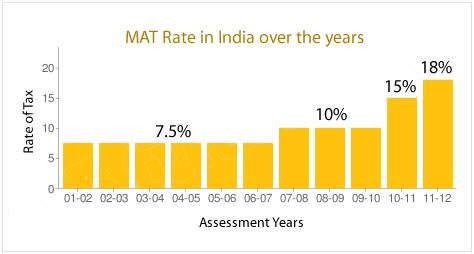 MAT Rate in India over the years
18%
15%
10%
7.5%
20
15
10
5
0
Rate of Tax
01-02 02-03 03-04 04-05 05-06 06-07 07-08 08-09 09-10 10-11 11-12
Assessment Years